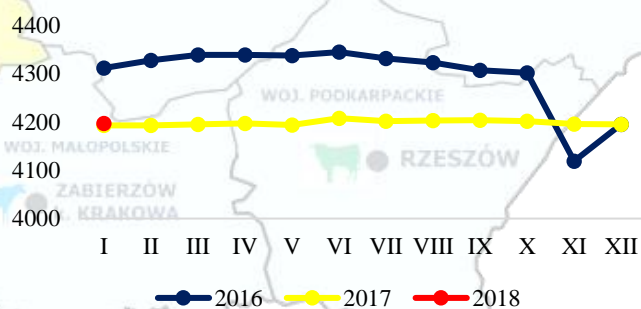 4400
4300
4200
4100
4000
WOJ. PODKARPACKIE
RZESZÓW
WOJ. MAŁOPOLSKIE
ZABIERZÓW
K. KRAKOWA
I II III IV V VI VII VIII IX X XI XII
2016 2017 2018